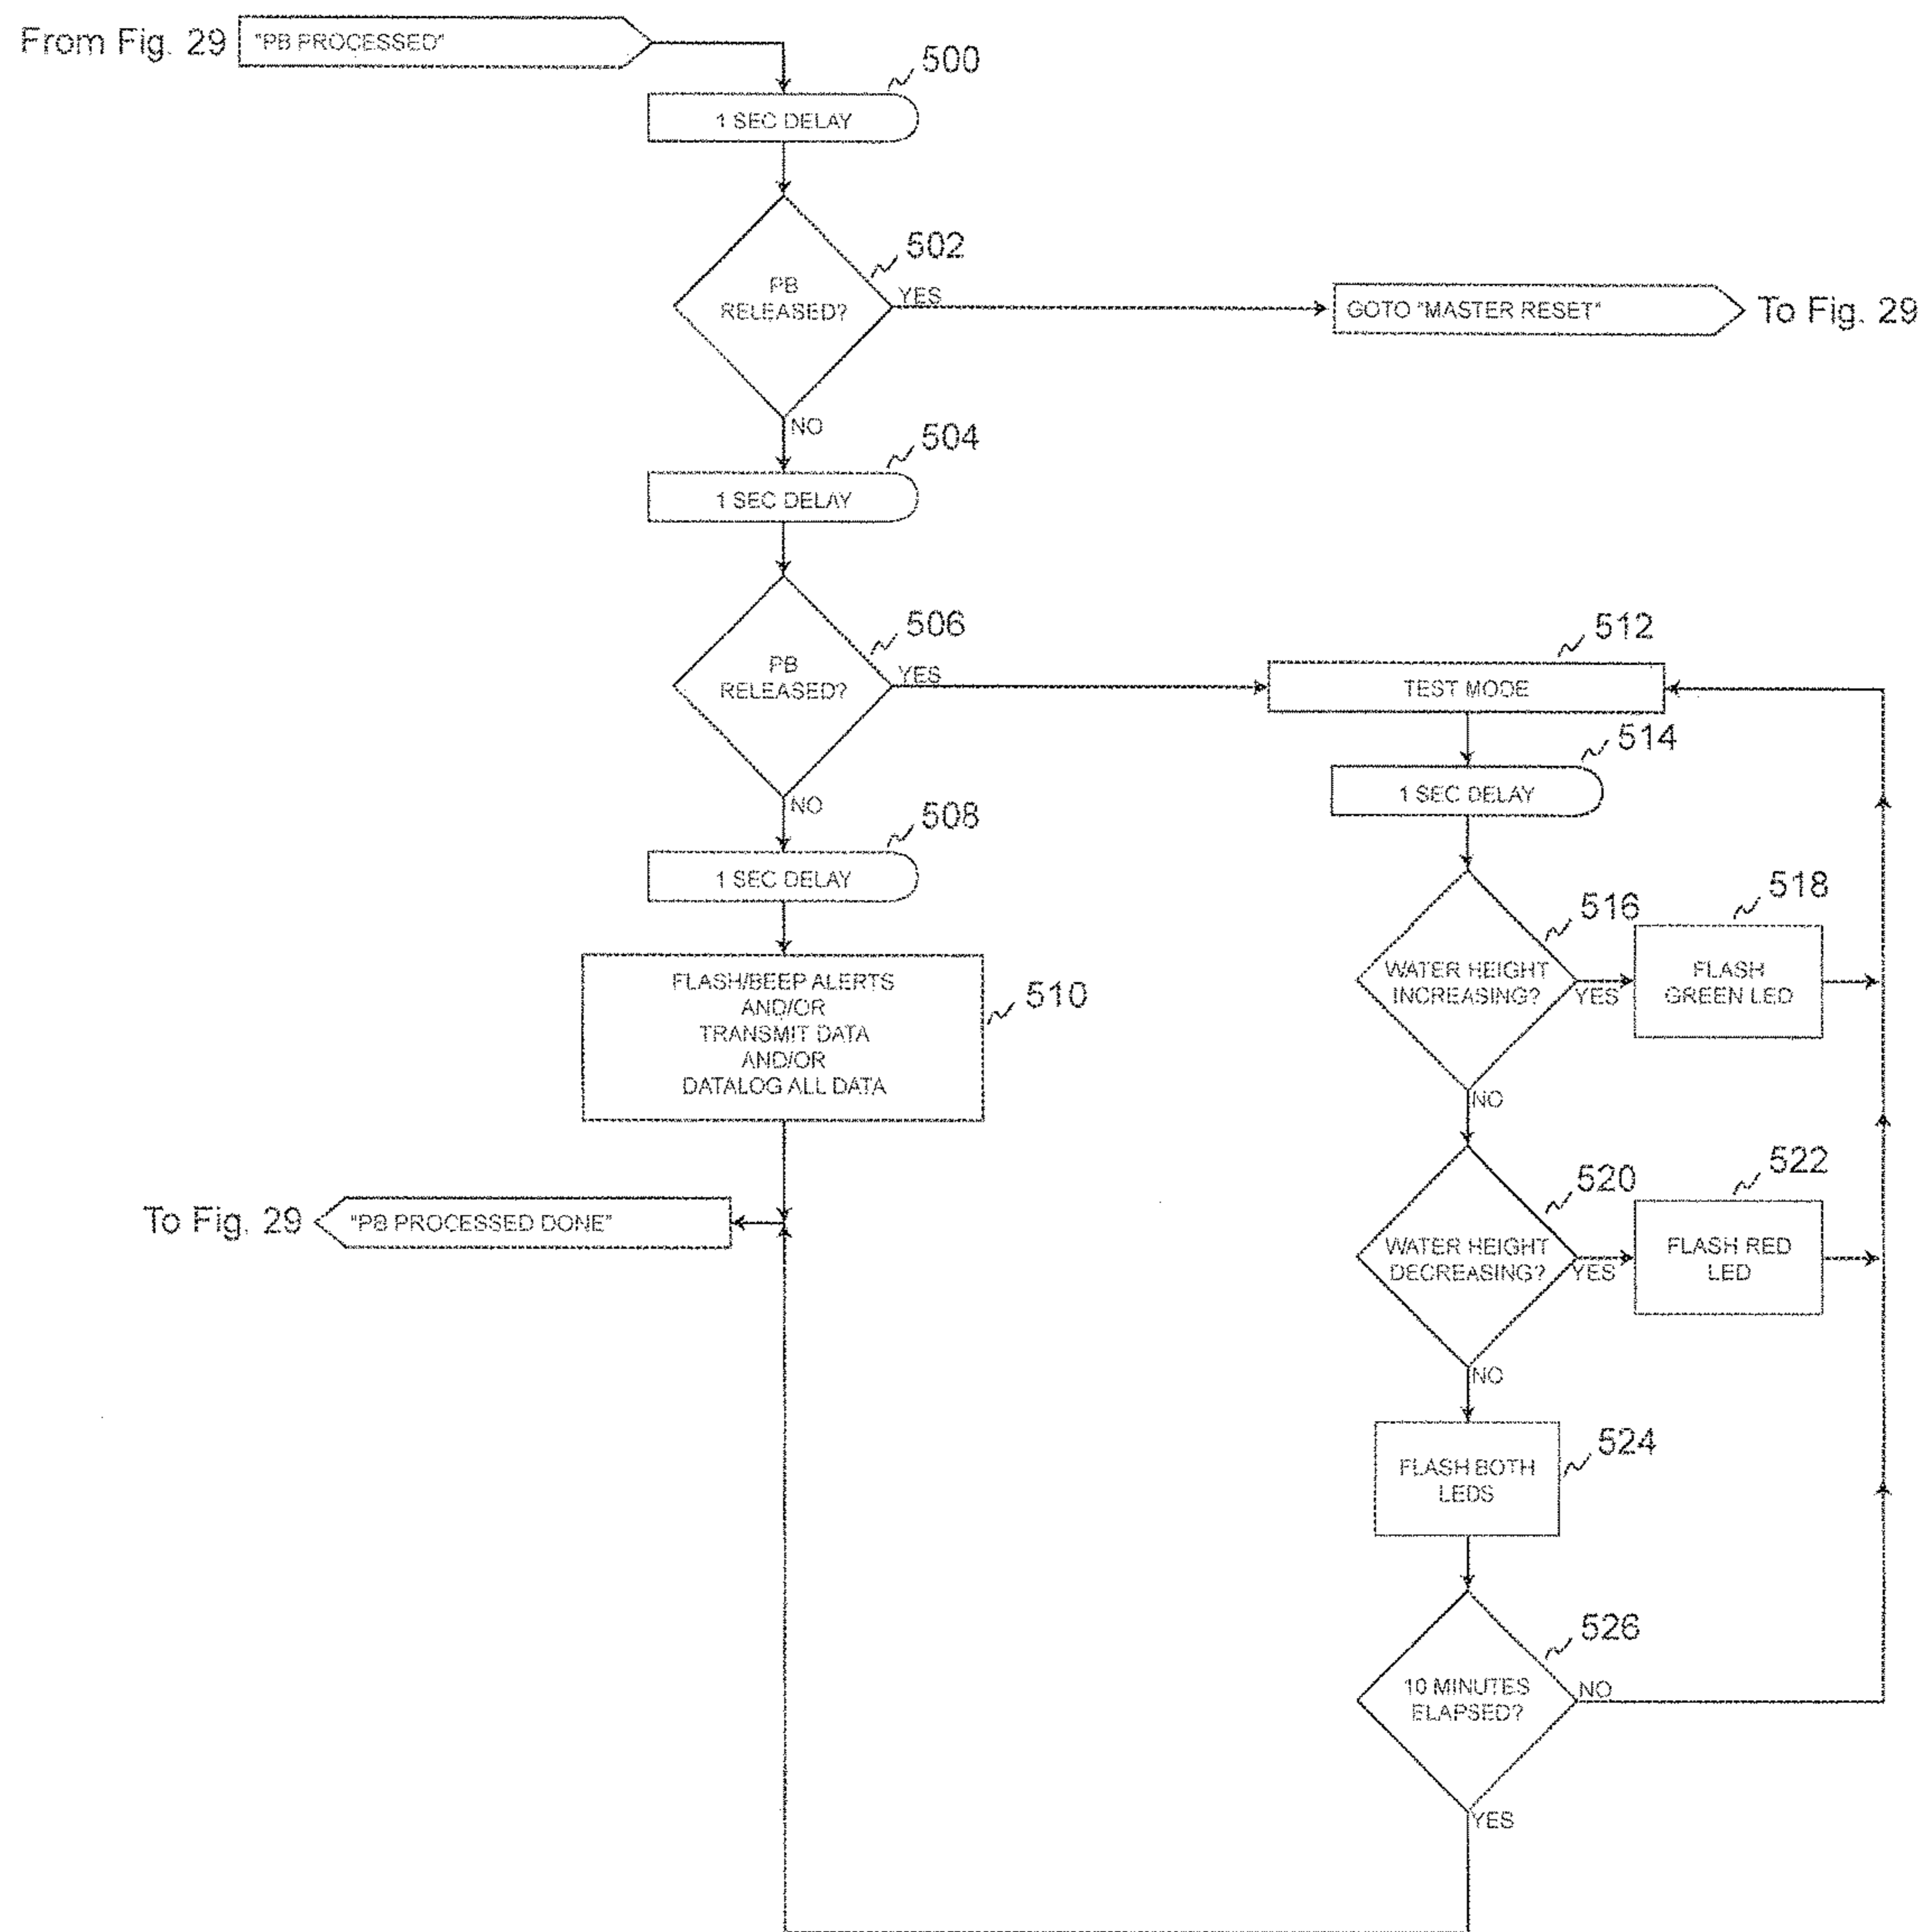 From Fig. 29
"PB PROCESSED"
500
1 SEC DELAY
502
PB
RELEASED?
YES
GOTO "MASTER RESET"
To Fig. 29
NO
504
1 SEC DELAY
506
PB
RELEASED?
YES
512
TEST MODE
514
1 SEC DELAY
NO
508
1 SEC DELAY
516
WATER HEIGHT
INCREASING?
YES
518
FLASH
GREEN LED
510
FLASH/BEEP ALERTS
AND/OR
TRANSMIT DATA
AND/OR
DATALOG ALL DATA
NO
To Fig. 29
"PB PROCESSED DONE"
520
WATER HEIGHT
DECREASING?
YES
522
FLASH RED
LED
NO
524
FLASH BOTH
LEDS
526
10 MINUTES
ELAPSED?
NO
YES